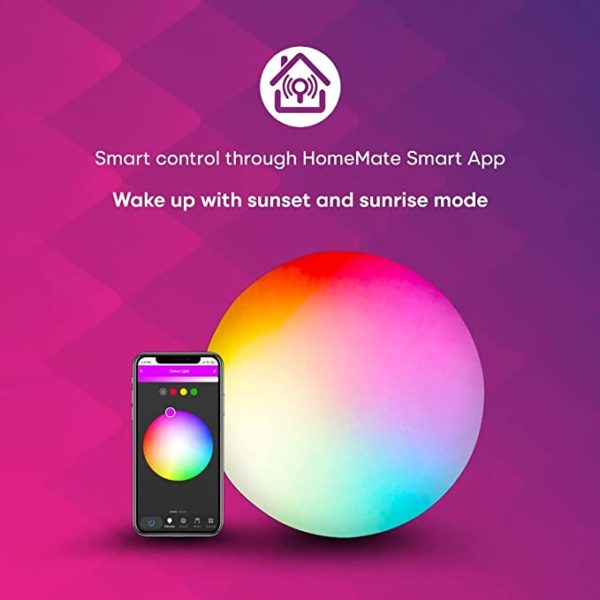 Smart control through HomeMate Smart App
Wake up with sunset and sunrise mode
Colour Light